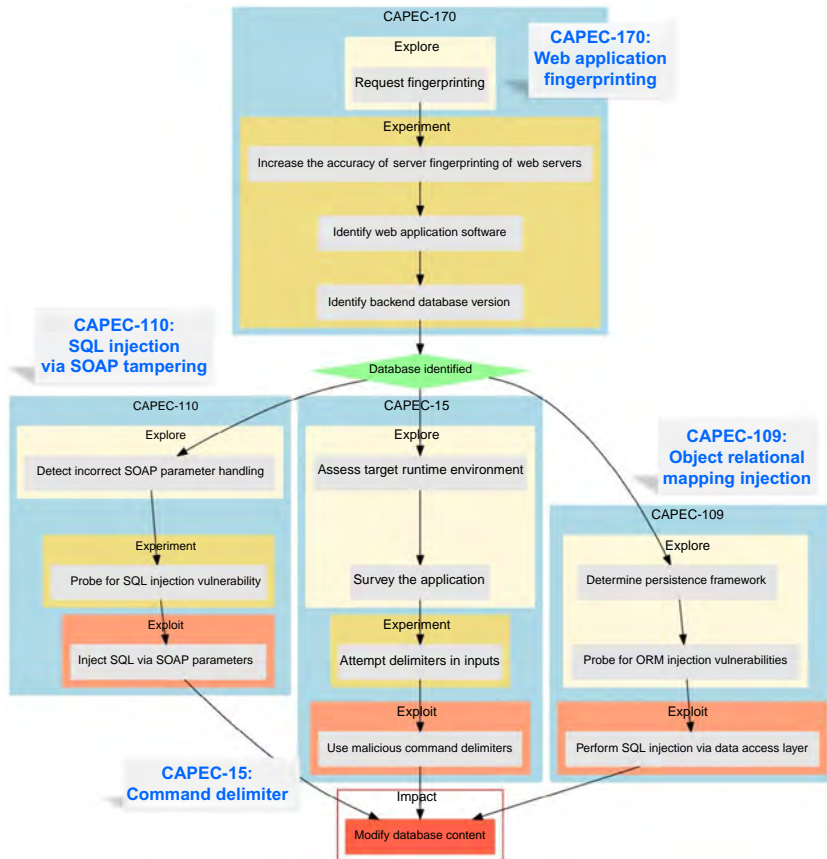 CAPEC-170
Explore
Request fingerprinting
CAPEC-170:
Web application
fingerprinting
Experiment
Increase the accuracy of server fingerprinting of web servers
Identify web application software
Identify backend database version
CAPEC-110:
SQL injection
via SOAP tampering
Database identified
CAPEC-110
Explore
Detect incorrect SOAP parameter handling
Experiment
Probe for SQL injection vulnerability
Exploit
Inject SQL via SOAP parameters
CAPEC-15
Explore
Assess target runtime environment
Survey the application
Experiment
Attempt delimiters in inputs
Exploit
Use malicious command delimiters
CAPEC-109:
Object relational
mapping injection
CAPEC-109
Explore
Determine persistence framework
Probe for ORM injection vulnerabilities
Exploit
Perform SQL injection via data access layer
CAPEC-15:
Command delimiter
Impact
Modify database content